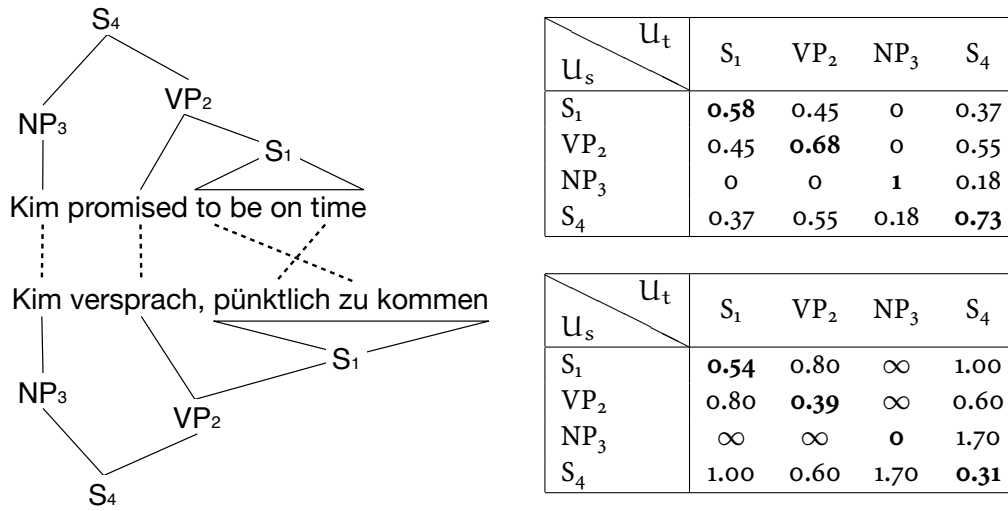 S₄
VP₂
NP₃
S₁
Kim promised to be on time
Kim versprach, pünktlich zu kommen
S₁
NP₃
VP₂
S₄
U_t
U_s S₁ VP₂ NP₃ S₄
S₁ 0.58 0.45 0 0.37
VP₂ 0.45 0.68 0 0.55
NP₃ 0 0 1 0.18
S₄ 0.37 0.55 0.18 0.73
U_t
U_s S₁ VP₂ NP₃ S₄
S₁ 0.54 0.80 ∞ 1.00
VP₂ 0.80 0.39 ∞ 0.60
NP₃ ∞ ∞ 0 1.70
S₄ 1.00 0.60 1.70 0.31